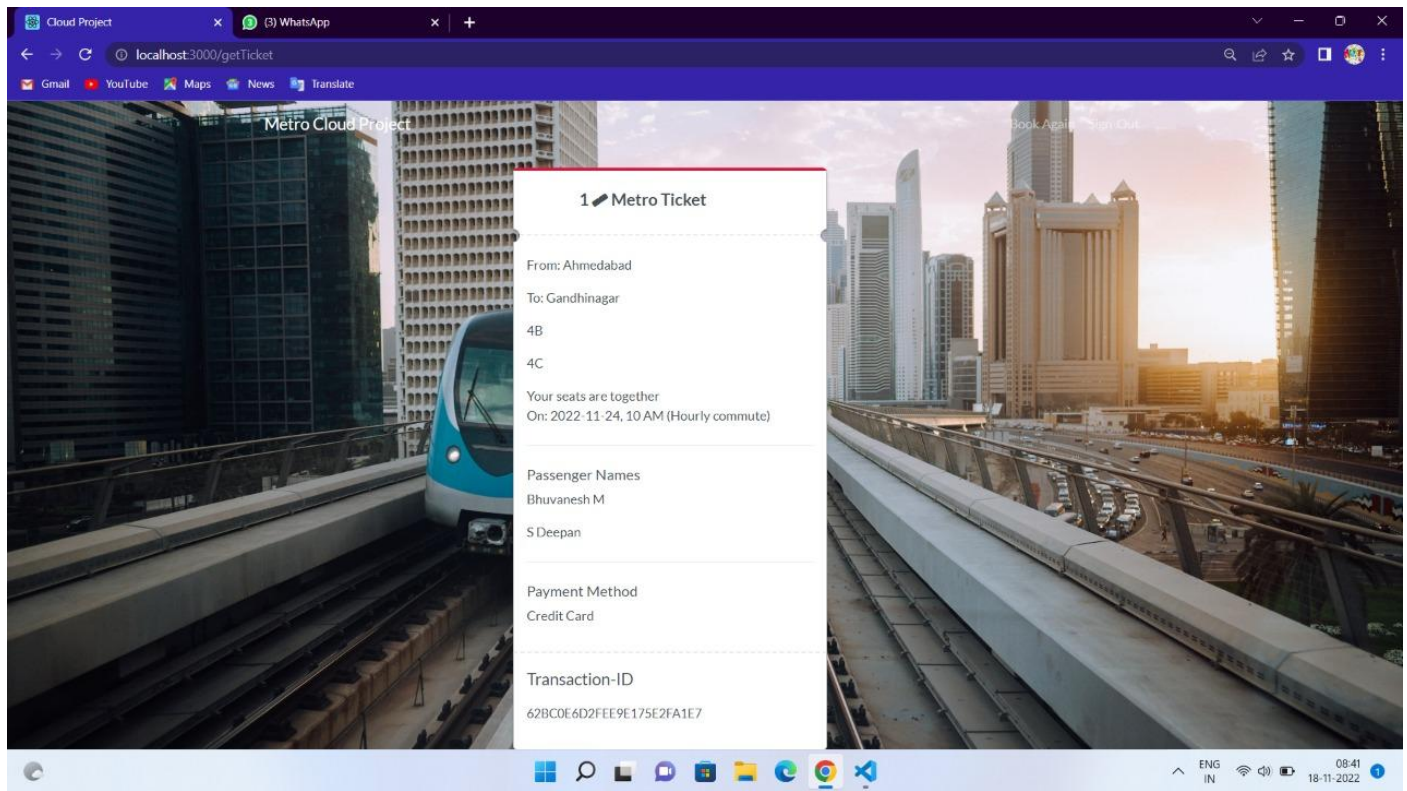 Cloud Project
(3) WhatsApp
localhost:3000/getTicket
Gmail YouTube Maps News Translate
Metro Cloud Project
Book Again Sign Out
1 Metro Ticket
From: Ahmedabad
To: Gandhinagar
4B
4C
Your seats are together
On: 2022-11-24, 10 AM (Hourly commute)
Passenger Names
Bhuvanesh M
S Deepan
Payment Method
Credit Card
Transaction-ID
62BC0E6D2FEE9E175E2FA1E7
ENG
IN
08:41
18-11-2022
1